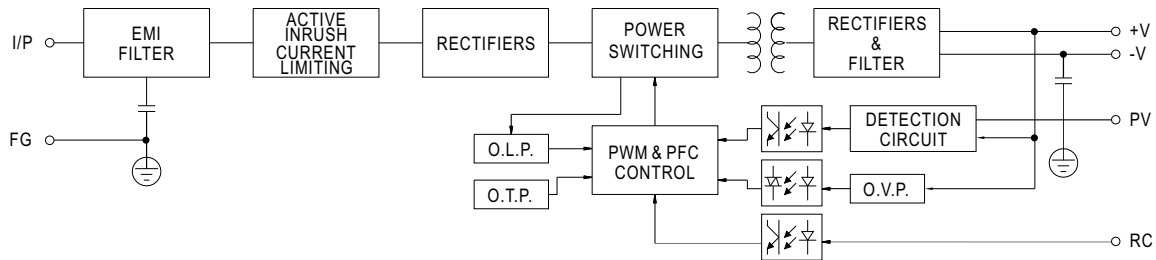 I/P
EMI
FILTER
ACTIVE
INRUSH
CURRENT
LIMITING
RECTIFIERS
POWER
SWITCHING
RECTIFIERS
&
FILTER
+V
-V
FG
O.L.P.
O.T.P.
PWM & PFC
CONTROL
DETECTION
CIRCUIT
PV
O.V.P.
RC